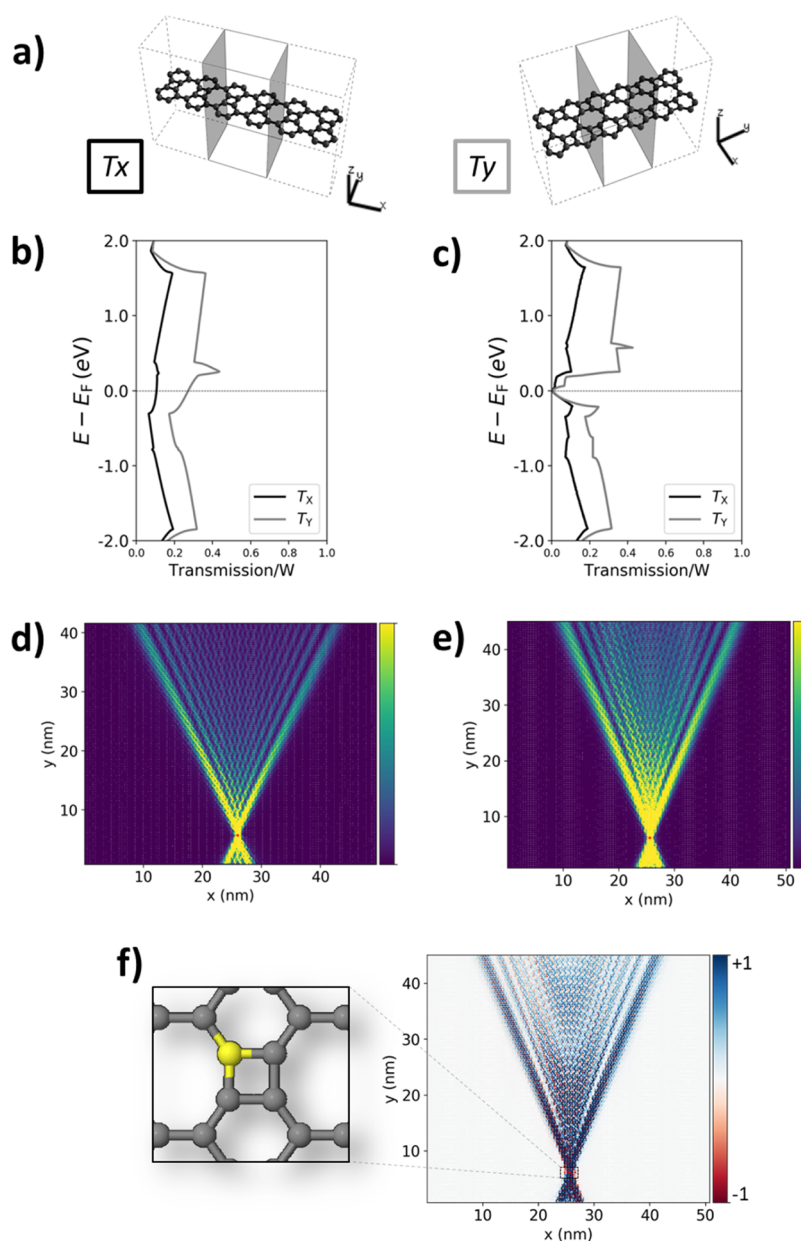 a)
Tx
z y
x
Ty
z
y
x
b)
c)
2.0
1.0
0.0
-1.0
-2.0
E − EF (eV)
TX
TY
0.0 0.2 0.4 0.6 0.8 1.0
Transmission/W
2.0
1.0
0.0
-1.0
-2.0
E − EF (eV)
TX
TY
0.0 0.2 0.4 0.6 0.8 1.0
Transmission/W
d)
40
30
20
10
y (nm)
10 20 30 40
x (nm)
e)
40
30
20
10
y (nm)
10 20 30 40 50
x (nm)
f)
40
30
20
10
y (nm)
10 20 30 40 50
x (nm)
+1
-1